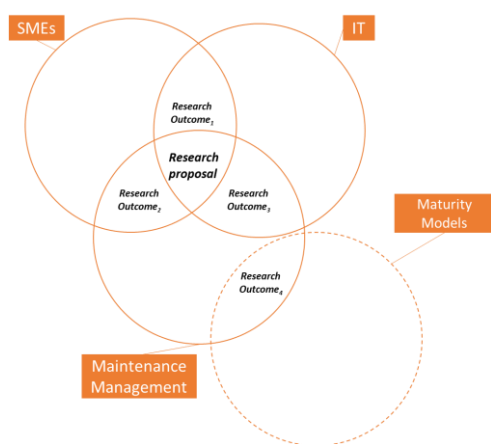 SMEs
IT
Research
Outcome₁
Research
proposal
Research
Outcome₂
Research
Outcome₃
Maturity
Models
Research
Outcome₄
Maintenance
Management